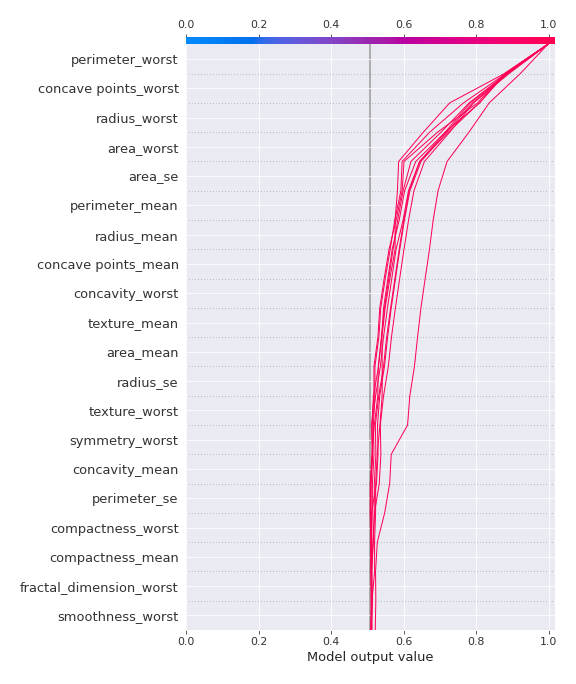 0.0 0.2 0.4 0.6 0.8 1.0
perimeter_worst
concave points_worst
radius_worst
area_worst
area_se
perimeter_mean
radius_mean
concave points_mean
concavity_worst
texture_mean
area_mean
radius_se
texture_worst
symmetry_worst
concavity_mean
perimeter_se
compactness_worst
compactness_mean
fractal_dimension_worst
smoothness_worst
0.0 0.2 0.4 0.6 0.8 1.0
Model output value